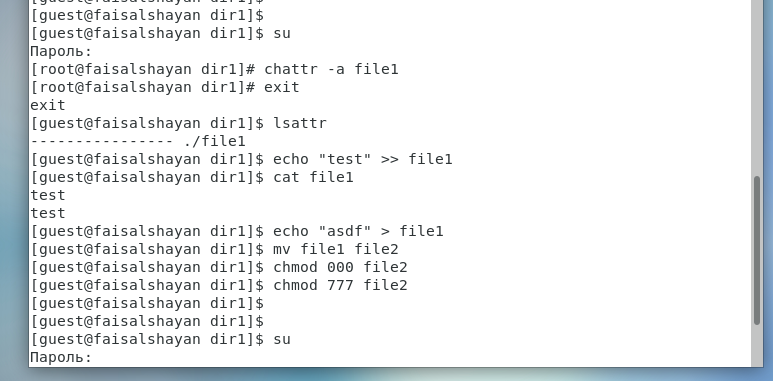 [guest@faisalshayan dir1]$
[guest@faisalshayan dir1]$
[guest@faisalshayan dir1]$ su
Пароль:
[root@faisalshayan dir1]# chattr -a file1
[root@faisalshayan dir1]# exit
exit
[guest@faisalshayan dir1]$ lsattr
---------------- ./file1
[guest@faisalshayan dir1]$ echo "test" >> file1
[guest@faisalshayan dir1]$ cat file1
test
test
[guest@faisalshayan dir1]$ echo "asdf" > file1
[guest@faisalshayan dir1]$ mv file1 file2
[guest@faisalshayan dir1]$ chmod 000 file2
[guest@faisalshayan dir1]$ chmod 777 file2
[guest@faisalshayan dir1]$
[guest@faisalshayan dir1]$
[guest@faisalshayan dir1]$ su
Пароль: